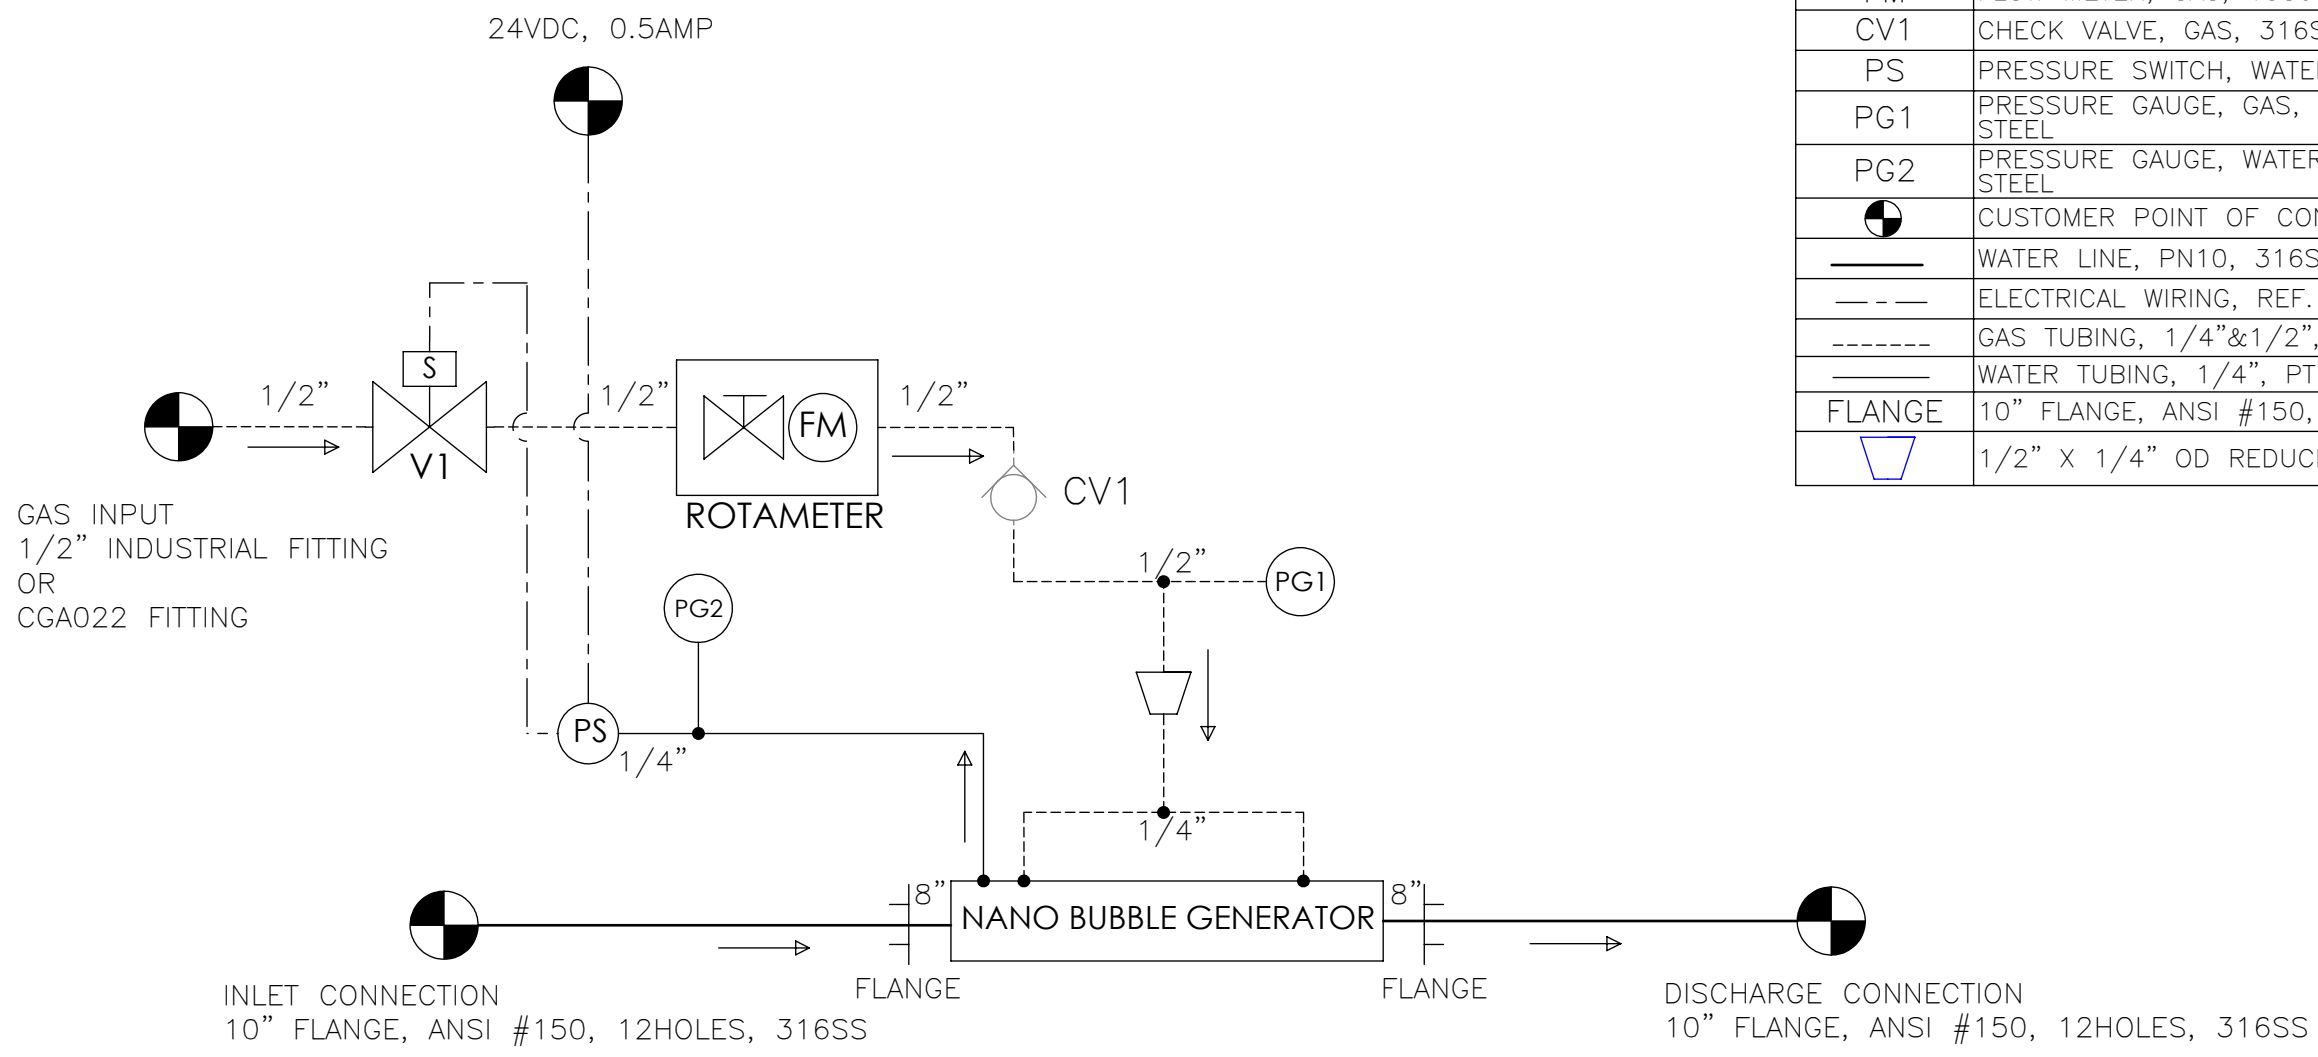 24VDC, 0.5AMP
CV1
CHECK VALVE, GAS, 316S
PS
PRESSURE SWITCH, WATE
PG1
PRESSURE GAUGE, GAS,
STEEL
PG2
PRESSURE GAUGE, WATER
STEEL
CUSTOMER POINT OF CON
WATER LINE, PN10, 316S
ELECTRICAL WIRING, REF.
GAS TUBING, 1/4"&1/2",
WATER TUBING, 1/4", PT
FLANGE
10" FLANGE, ANSI #150,
1/2" X 1/4" OD REDUC
S
1/2"
V1
1/2"
FM
ROTAMETER
1/2"
CV1
GAS INPUT
1/2" INDUSTRIAL FITTING
OR
CGA022 FITTING
1/2"
PG1
PG2
PS
1/4"
1/4"
8"
NANO BUBBLE GENERATOR
8"
FLANGE
FLANGE
INLET CONNECTION
10" FLANGE, ANSI #150, 12HOLES, 316SS
DISCHARGE CONNECTION
10" FLANGE, ANSI #150, 12HOLES, 316SS